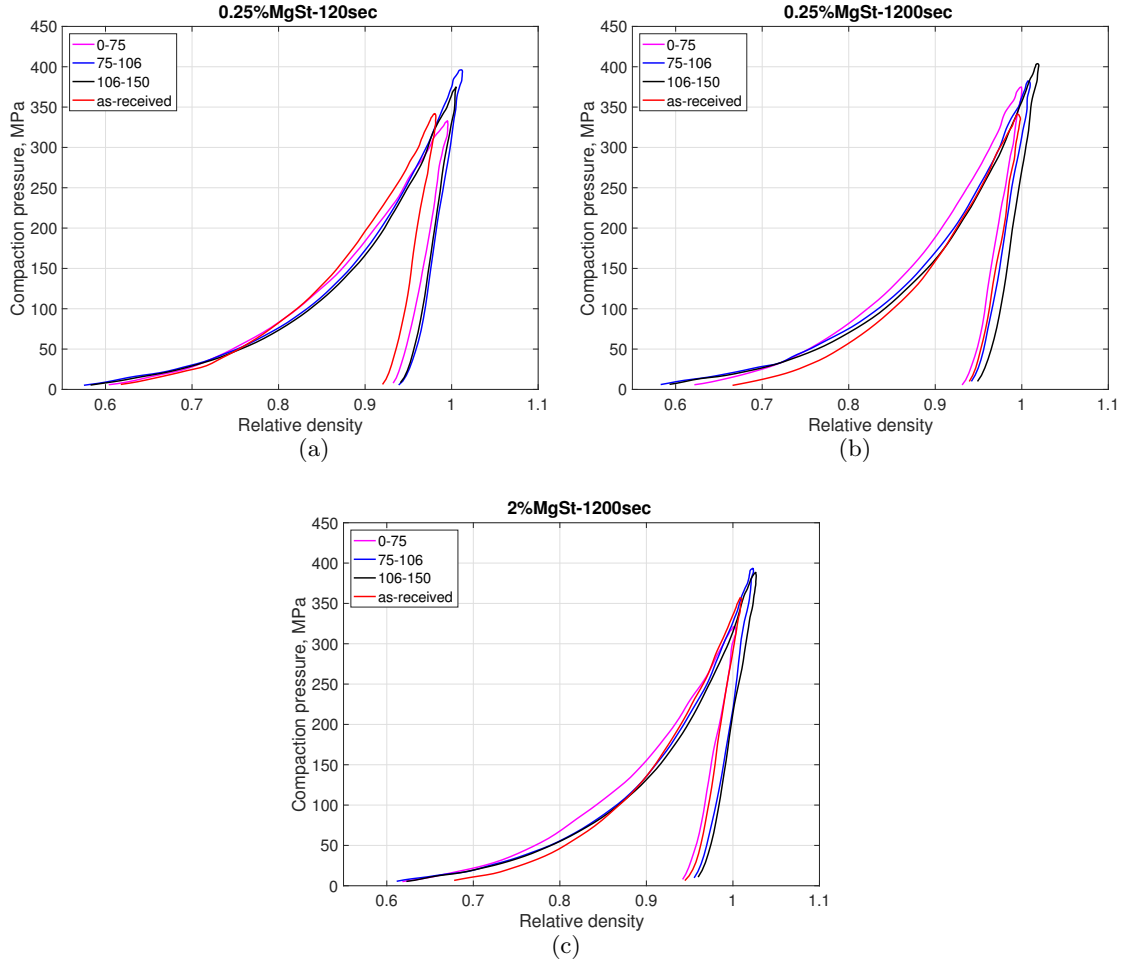 0.25%MgSt-120sec
450
400
350
300
250
200
150
100
50
0
Compaction pressure, MPa
0-75
75-106
106-150
as-received
0.6 0.7 0.8 0.9 1 1.1
Relative density
(a)
0.25%MgSt-1200sec
450
400
350
300
250
200
150
100
50
0
Compaction pressure, MPa
0-75
75-106
106-150
as-received
0.6 0.7 0.8 0.9 1 1.1
Relative density
(b)
2%MgSt-1200sec
450
400
350
300
250
200
150
100
50
0
Compaction pressure, MPa
0-75
75-106
106-150
as-received
0.6 0.7 0.8 0.9 1 1.1
Relative density
(c)